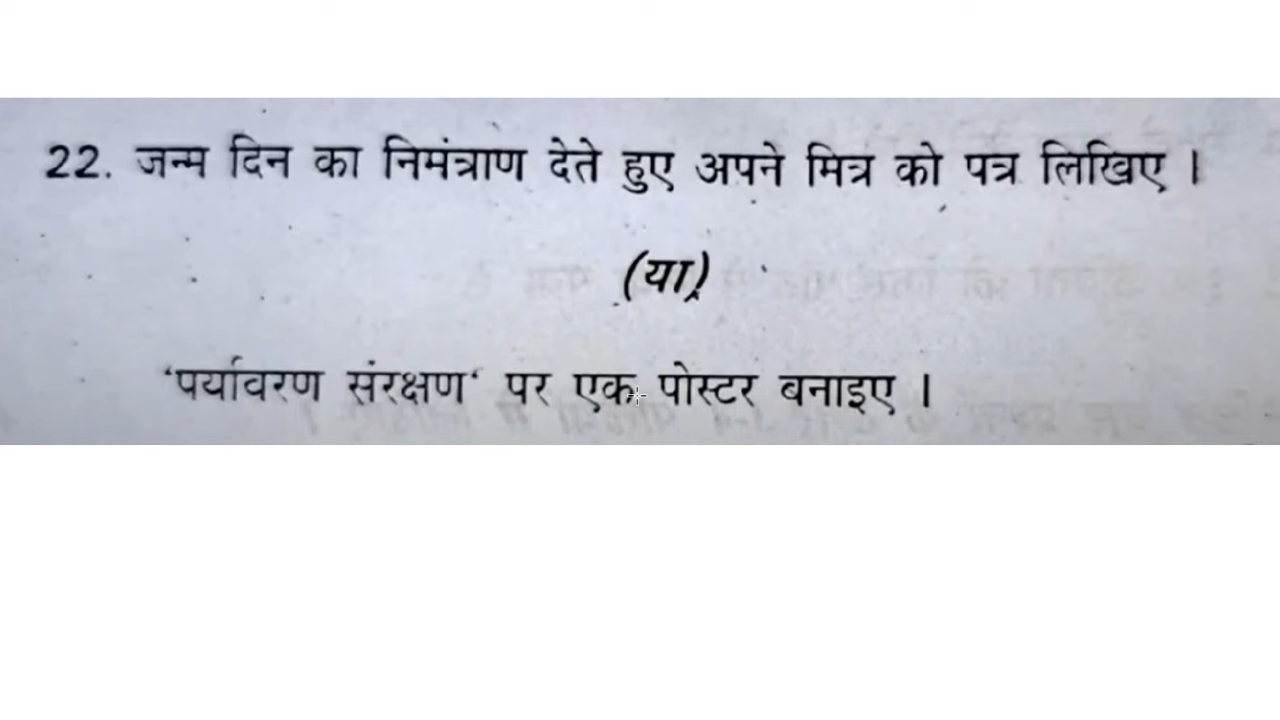 22. जन्म दिन का निमंत्राण देते हुए अपने मित्र को पत्र लिखिए ।
(या)
‘पर्यावरण संरक्षण‘ पर एक पोस्टर बनाइए ।